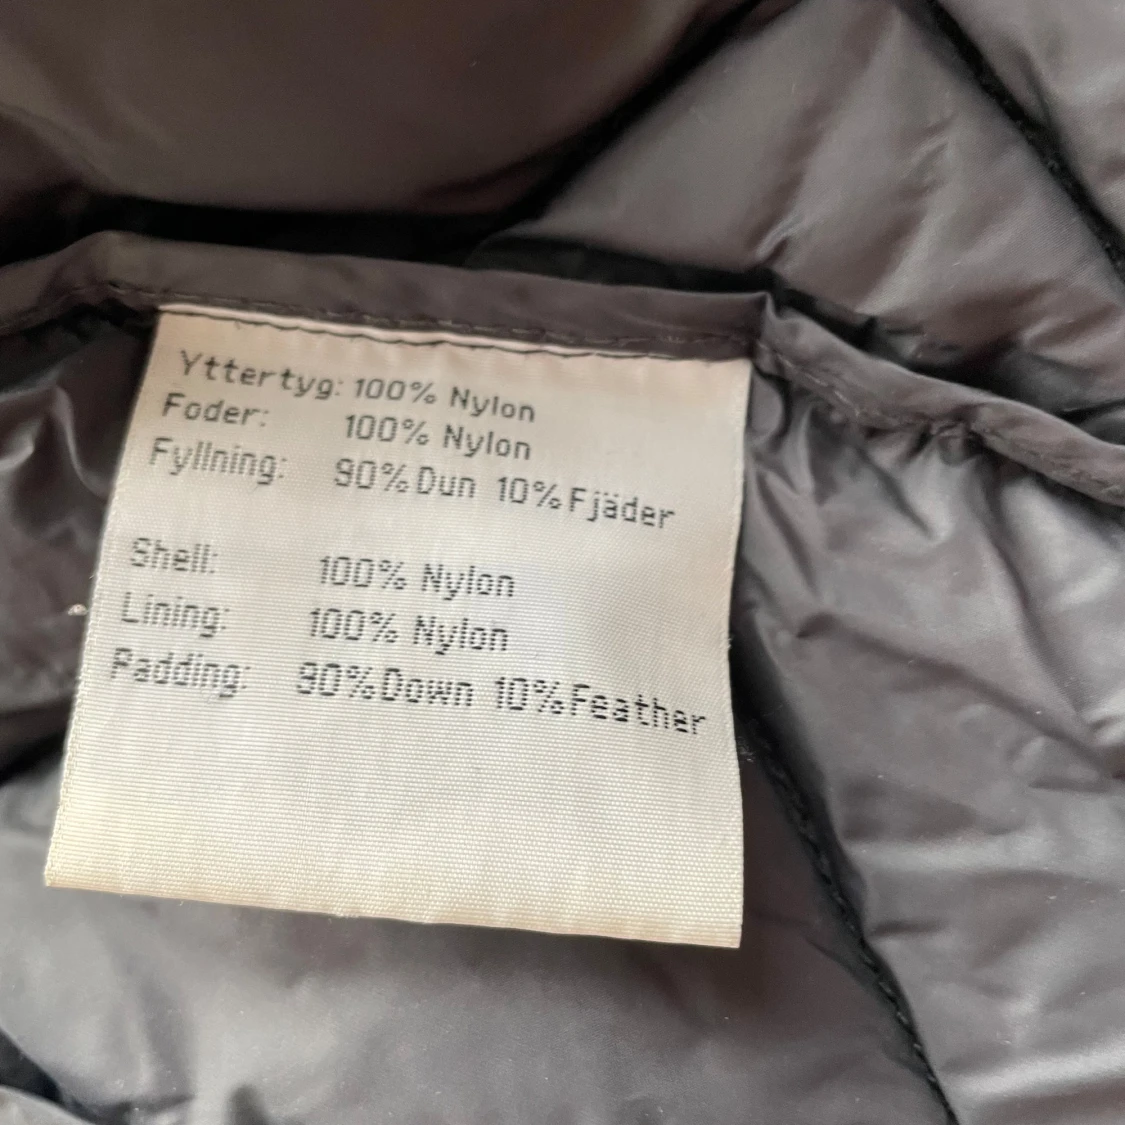 Yttertyg: 100% Nylon
Foder: 100% Nylon
Fyllning: 90% Dun 10% Fjäder
Shell: 100% Nylon
Lining: 100% Nylon
Padding: 90% Down 10% Feather